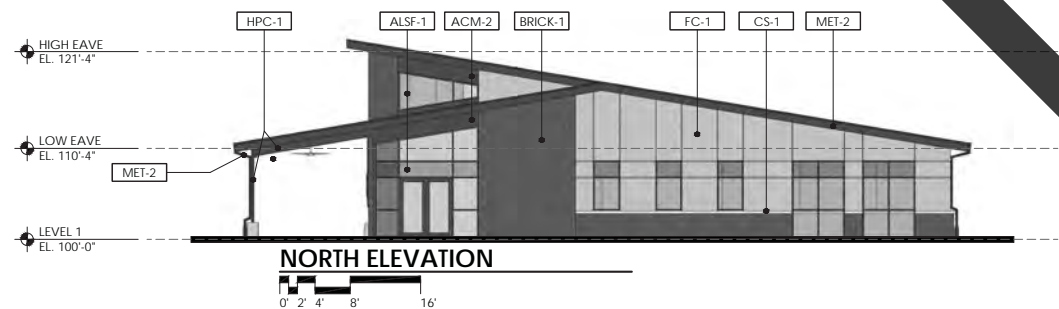 HPC-1 ALSF-1 ACM-2 BRICK-1 FC-1 CS-1 MET-2
HIGH EAVE
EL. 121'-4"
LOW EAVE
EL. 110'-4"
MET-2
LEVEL 1
EL. 100'-0"
NORTH ELEVATION
0' 2' 4' 8' 16'